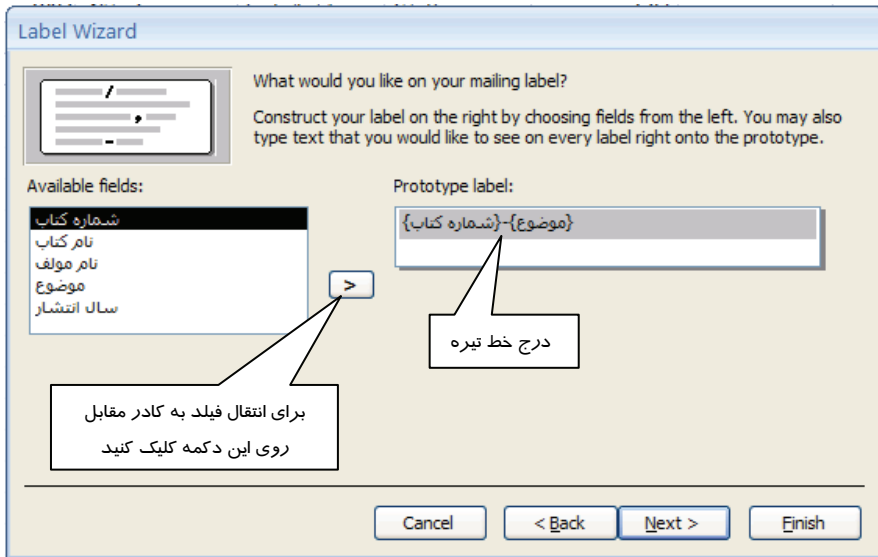 Label Wizard
What would you like on your mailing label?
Construct your label on the right by choosing fields from the left. You may also
type text that you would like to see on every label right onto the prototype.
Available fields:
شماره کتاب
نام کتاب
نام مولف
موضوع
سال انتشار
>
Prototype label:
{موضوع}-{شماره کتاب}
درج خط تیره
برای انتقال فیلد به کادر مقابل
روی این دکمه کلیک کنید
Cancel
< Back
Next >
Finish